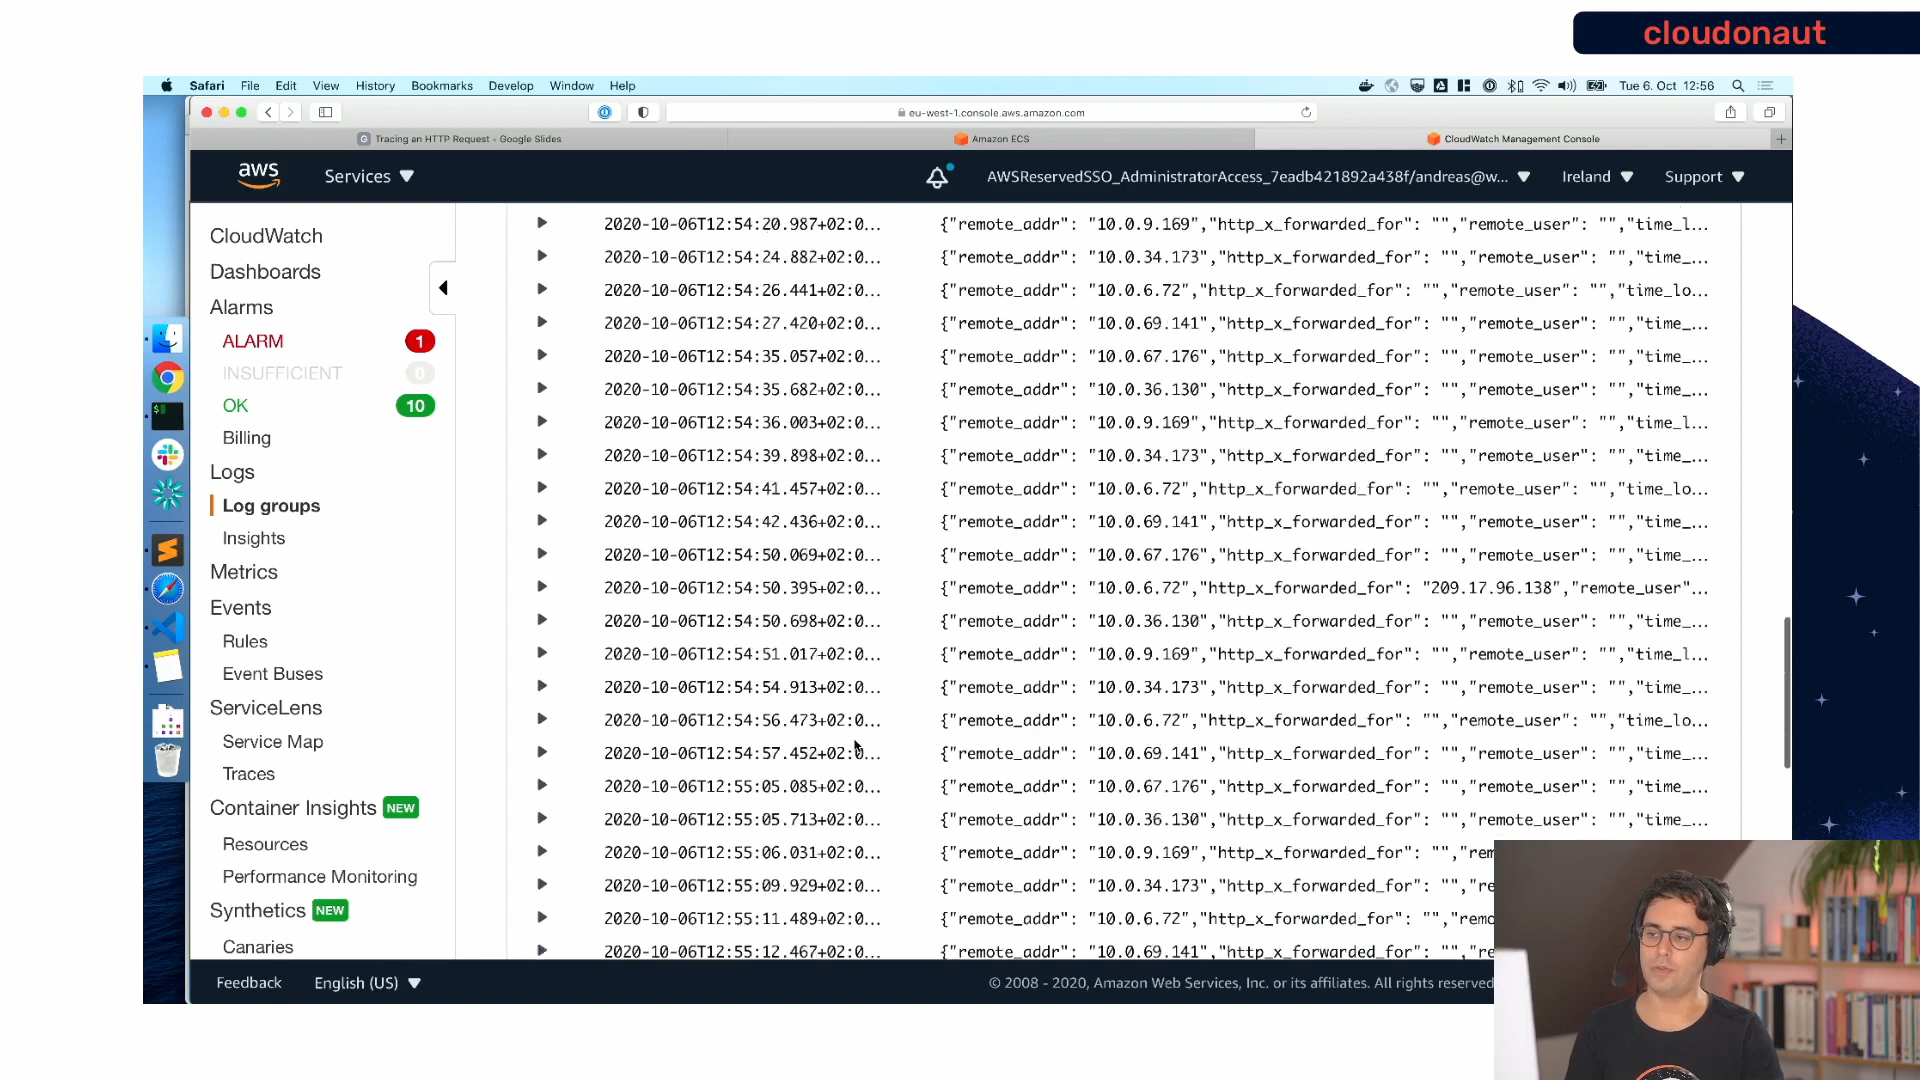 cloudonaut
Safari File Edit View History Bookmarks Develop Window Help Tue 6. Oct 12:56
eu-west-1.console.aws.amazon.com
Tracing an HTTP Request - Google Slides Amazon ECS CloudWatch Management Console
aws Services AWSReservedSSO_AdministratorAccess_7eadb421892a438f/andreas@w... Ireland Support
CloudWatch
Dashboards
Alarms
ALARM 1
INSUFFICIENT 0
OK 10
Billing
Logs
Log groups
Insights
Metrics
Events
Rules
Event Buses
ServiceLens
Service Map
Traces
Container Insights NEW
Resources
Performance Monitoring
Synthetics NEW
Canaries
2020-10-06T12:54:20.987+02:0... {"remote_addr": "10.0.9.169","http_x_forwarded_for": "","remote_user": "","time_l...
2020-10-06T12:54:24.882+02:0... {"remote_addr": "10.0.34.173","http_x_forwarded_for": "","remote_user": "","time_...
2020-10-06T12:54:26.441+02:0... {"remote_addr": "10.0.6.72","http_x_forwarded_for": "","remote_user": "","time_lo...
2020-10-06T12:54:27.420+02:0... {"remote_addr": "10.0.69.141","http_x_forwarded_for": "","remote_user": "","time_...
2020-10-06T12:54:35.057+02:0... {"remote_addr": "10.0.67.176","http_x_forwarded_for": "","remote_user": "","time_...
2020-10-06T12:54:35.682+02:0... {"remote_addr": "10.0.36.130","http_x_forwarded_for": "","remote_user": "","time_...
2020-10-06T12:54:36.003+02:0... {"remote_addr": "10.0.9.169","http_x_forwarded_for": "","remote_user": "","time_l...
2020-10-06T12:54:39.898+02:0... {"remote_addr": "10.0.34.173","http_x_forwarded_for": "","remote_user": "","time_...
2020-10-06T12:54:41.457+02:0... {"remote_addr": "10.0.6.72","http_x_forwarded_for": "","remote_user": "","time_lo...
2020-10-06T12:54:42.436+02:0... {"remote_addr": "10.0.69.141","http_x_forwarded_for": "","remote_user": "","time_...
2020-10-06T12:54:50.069+02:0... {"remote_addr": "10.0.67.176","http_x_forwarded_for": "","remote_user": "","time_...
2020-10-06T12:54:50.395+02:0... {"remote_addr": "10.0.6.72","http_x_forwarded_for": "209.17.96.138","remote_user"...
2020-10-06T12:54:50.698+02:0... {"remote_addr": "10.0.36.130","http_x_forwarded_for": "","remote_user": "","time_...
2020-10-06T12:54:51.017+02:0... {"remote_addr": "10.0.9.169","http_x_forwarded_for": "","remote_user": "","time_l...
2020-10-06T12:54:54.913+02:0... {"remote_addr": "10.0.34.173","http_x_forwarded_for": "","remote_user": "","time_...
2020-10-06T12:54:56.473+02:0... {"remote_addr": "10.0.6.72","http_x_forwarded_for": "","remote_user": "","time_lo...
2020-10-06T12:54:57.452+02:0... {"remote_addr": "10.0.69.141","http_x_forwarded_for": "","remote_user": "","time_...
2020-10-06T12:55:05.085+02:0... {"remote_addr": "10.0.67.176","http_x_forwarded_for": "","remote_user": "","time_...
2020-10-06T12:55:05.713+02:0... {"remote_addr": "10.0.36.130","http_x_forwarded_for": "","remote_user": "","time_...
2020-10-06T12:55:06.031+02:0... {"remote_addr": "10.0.9.169","http_x_forwarded_for": "","rem
2020-10-06T12:55:09.929+02:0... {"remote_addr": "10.0.34.173","http_x_forwarded_for": "","re
2020-10-06T12:55:11.489+02:0... {"remote_addr": "10.0.6.72","http_x_forwarded_for": "","remo
2020-10-06T12:55:12.467+02:0... {"remote_addr": "10.0.69.141","http_x_forwarded_for": "","re
Feedback English (US) © 2008 - 2020, Amazon Web Services, Inc. or its affiliates. All rights reserved